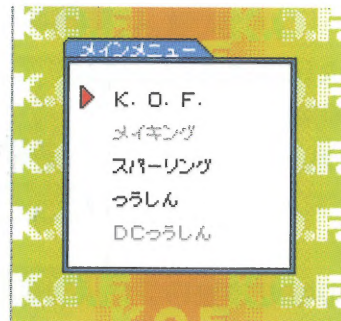 メインメニュー
K. O. F.
メイキング
スパーリング
つうしん
DCつうしん
K.O.F.